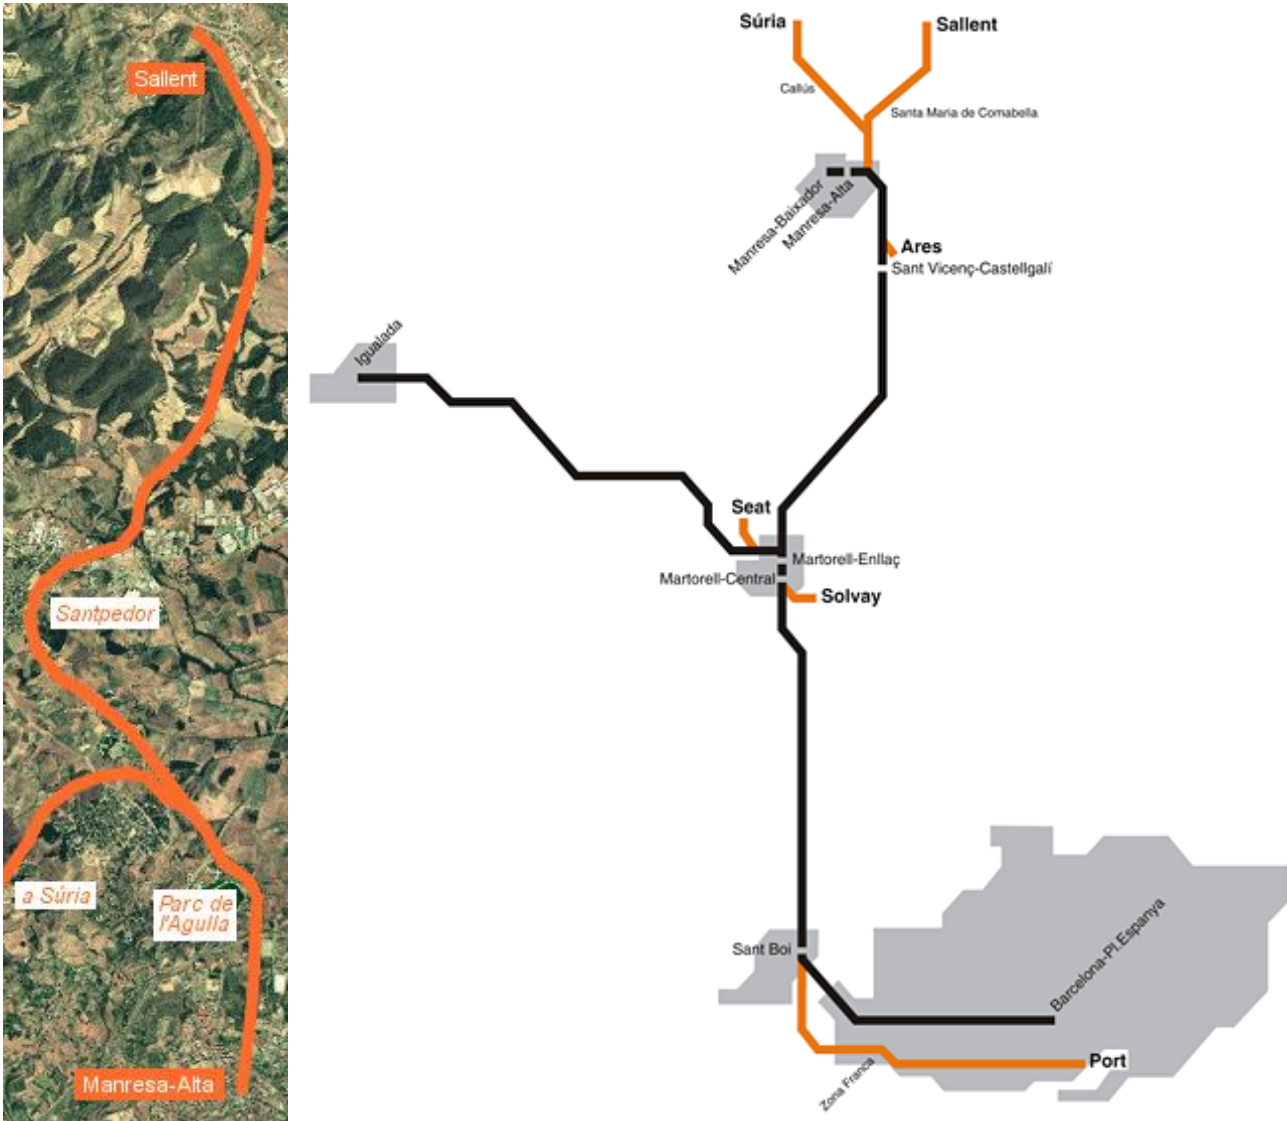 Sallent
Santpedor
a Súria
Parc de
l'Agulla
Manresa-Alta
Súria
Sallent
Callús
Santa Maria de Comabella
Manresa-Baixador
Manresa-Alta
Ares
Sant Vicenç-Castellgalí
Igualada
Seat
Martorell-Enllaç
Martorell-Central
Solvay
Sant Boi
Barcelona-Pl.Espanya
Zona Franca
Port